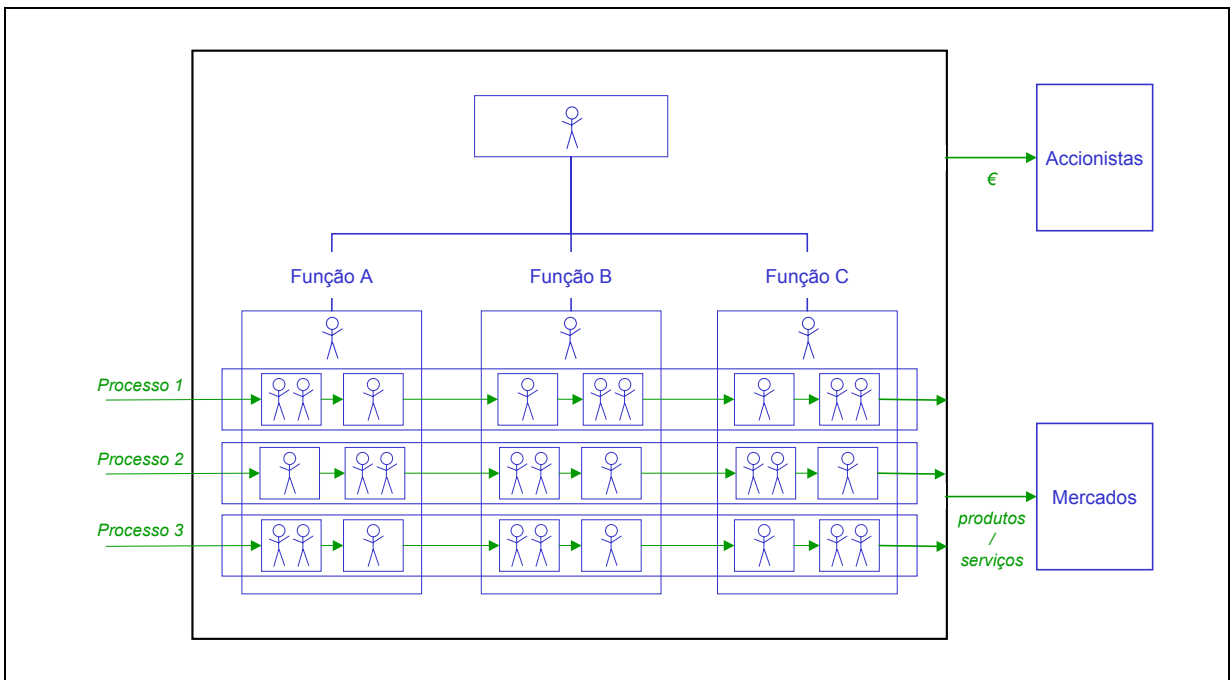 Accionistas
€
Função A
Função B
Função C
Processo 1
Processo 2
Processo 3
Mercados
produtos
/
serviços